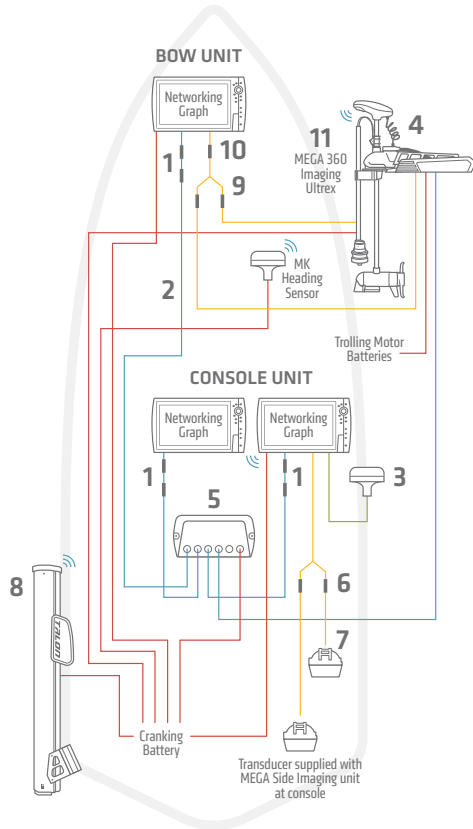 BOW UNIT
Networking
Graph
1
10
11
MEGA 360
Imaging
Ultrex
4
9
2
MK
Heading
Sensor
Trolling Motor
Batteries
CONSOLE UNIT
Networking
Graph
Networking
Graph
1
1
3
5
8
TALON
6
7
Cranking
Battery
Transducer supplied with
MEGA Side Imaging unit
at console